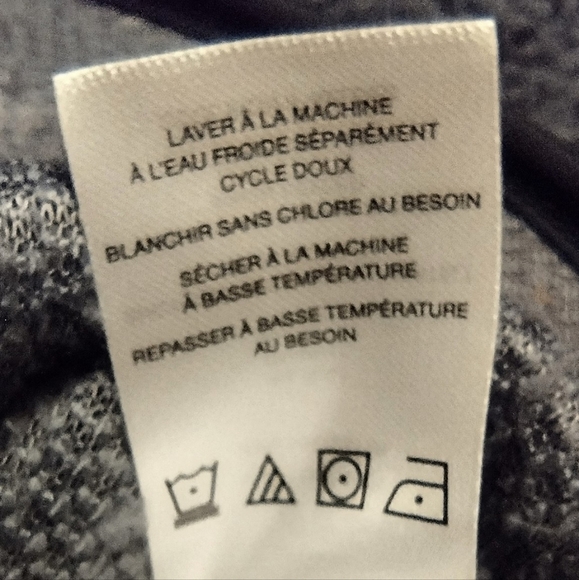 LAVER À LA MACHINE
À L'EAU FROIDE SÉPARÉMENT
CYCLE DOUX
BLANCHIR SANS CHLORE AU BESOIN
SÉCHER À LA MACHINE
À BASSE TEMPÉRATURE
REPASSER À BASSE TEMPÉRATURE
AU BESOIN